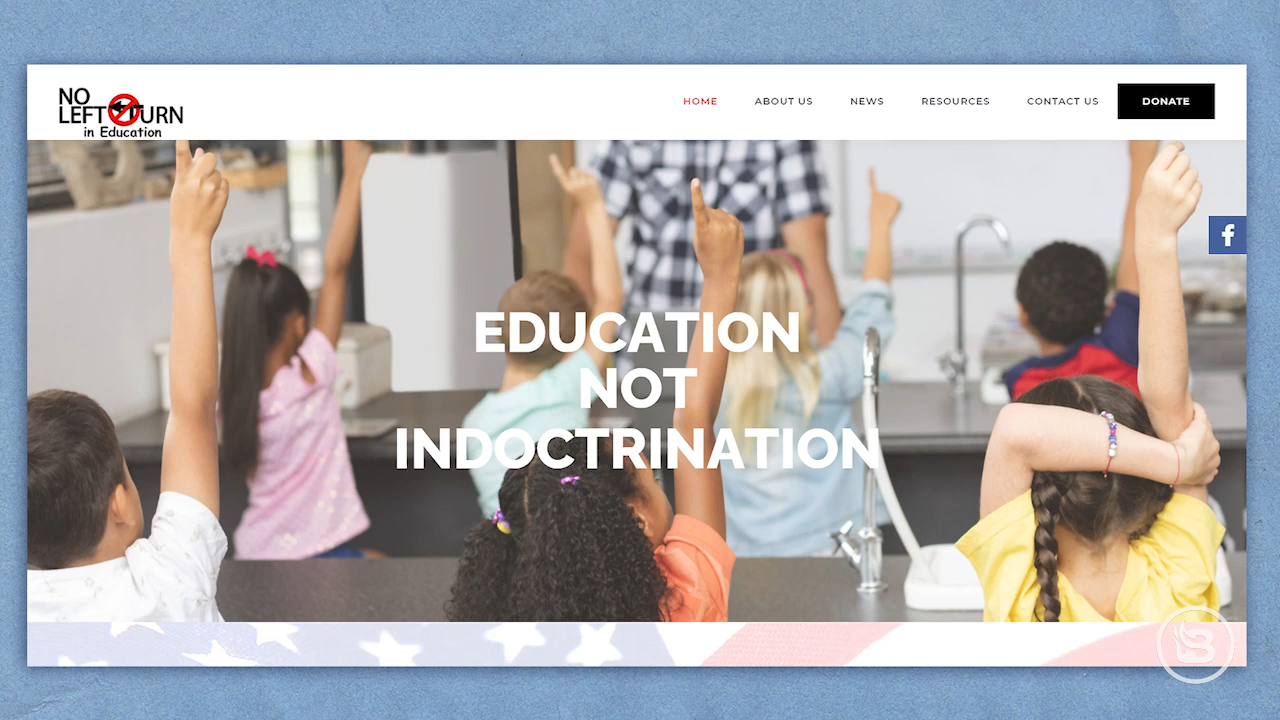 NO
LEFT TURN
in Education
HOME
ABOUT US
NEWS
RESOURCES
CONTACT US
DONATE
f
EDUCATION
NOT
INDOCTRINATION
B